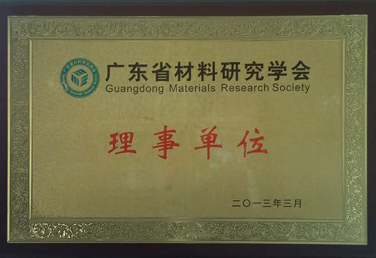 广东省材料研究学会
Guangdong Materials Research Society
理事单位
二〇一三年三月